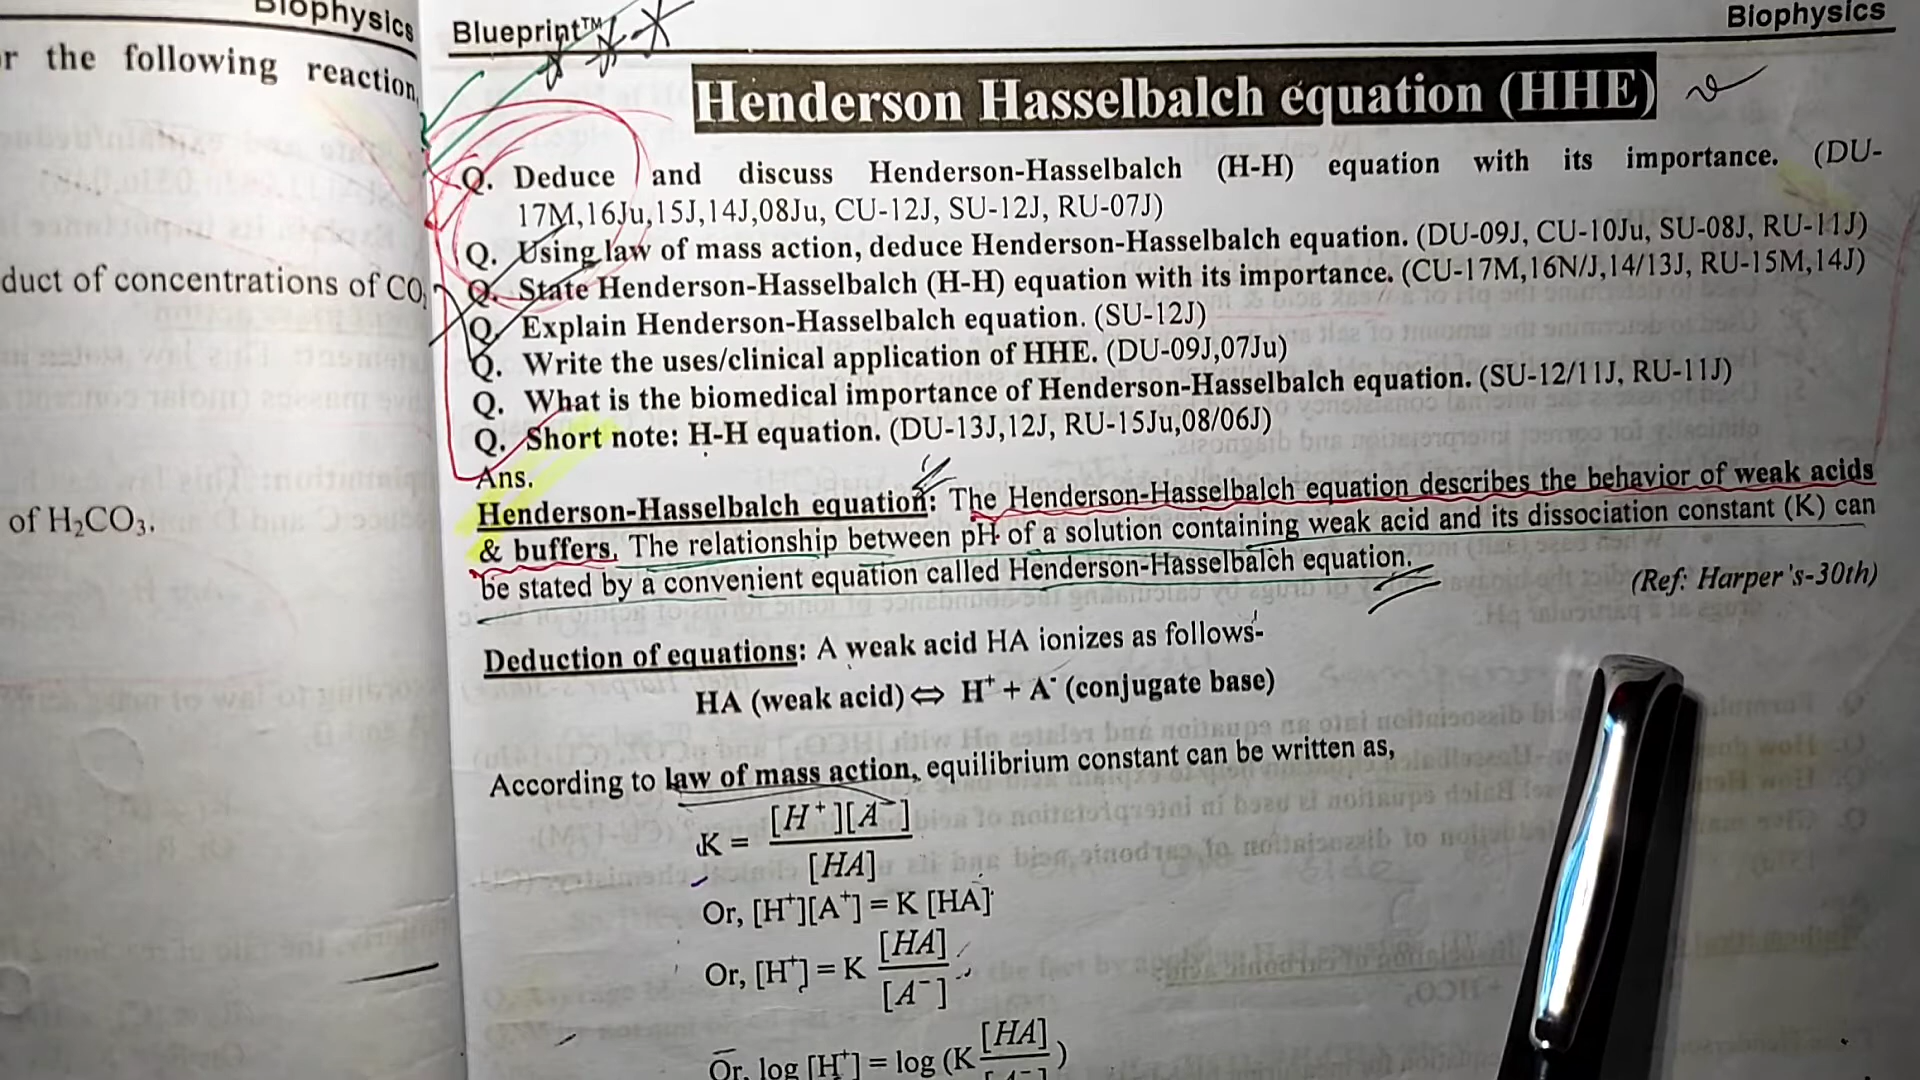 Biophysics
r the following reaction,
duct of concentrations of CO
of H₂CO₃.
Blueprint™
Biophysics
Henderson Hasselbalch equation (HHE)
Q. Deduce and discuss Henderson-Hasselbalch (H-H) equation with its importance. (DU-
17M,16Ju,15J,14J,08Ju, CU-12J, SU-12J, RU-07J)
Q. Using law of mass action, deduce Henderson-Hasselbalch equation. (DU-09J, CU-10Ju, SU-08J, RU-11J)
Q. State Henderson-Hasselbalch (H-H) equation with its importance. (CU-17M,16N/J,14/13J, RU-15M,14J)
Q. Explain Henderson-Hasselbalch equation. (SU-12J)
Q. Write the uses/clinical application of HHE. (DU-09J,07Ju)
Q. What is the biomedical importance of Henderson-Hasselbalch equation. (SU-12/11J, RU-11J)
Q. Short note: H-H equation. (DU-13J,12J, RU-15Ju,08/06J)
Ans.
Henderson-Hasselbalch equation: The Henderson-Hasselbalch equation describes the behavior of weak acids
& buffers. The relationship between pH of a solution containing weak acid and its dissociation constant (K) can
be stated by a convenient equation called Henderson-Hasselbalch equation.
(Ref: Harper's-30th)
Deduction of equations: A weak acid HA ionizes as follows-
HA (weak acid) ⇔ H⁺ + A⁻ (conjugate base)
According to law of mass action, equilibrium constant can be written as,
K = [H⁺][A⁻] / [HA]
Or, [H⁺][A⁺] = K [HA]
Or, [H⁺] = K [HA] / [A⁻]
Or, log [H⁺] = log (K [HA] / [A⁻])